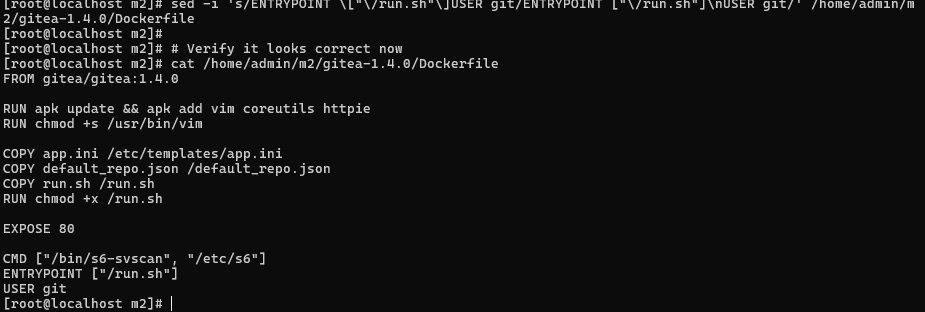 [root@localhost m2]# sed -i 's/ENTRYPOINT \["\/run.sh"\]USER git/ENTRYPOINT ["\/run.sh"]\nUSER git/' /home/admin/m
2/gitea-1.4.0/Dockerfile
[root@localhost m2]#
[root@localhost m2]# # Verify it looks correct now
[root@localhost m2]# cat /home/admin/m2/gitea-1.4.0/Dockerfile
FROM gitea/gitea:1.4.0
RUN apk update && apk add vim coreutils httpie
RUN chmod +s /usr/bin/vim
COPY app.ini /etc/templates/app.ini
COPY default_repo.json /default_repo.json
COPY run.sh /run.sh
RUN chmod +x /run.sh
EXPOSE 80
CMD ["/bin/s6-svscan", "/etc/s6"]
ENTRYPOINT ["/run.sh"]
USER git
[root@localhost m2]#